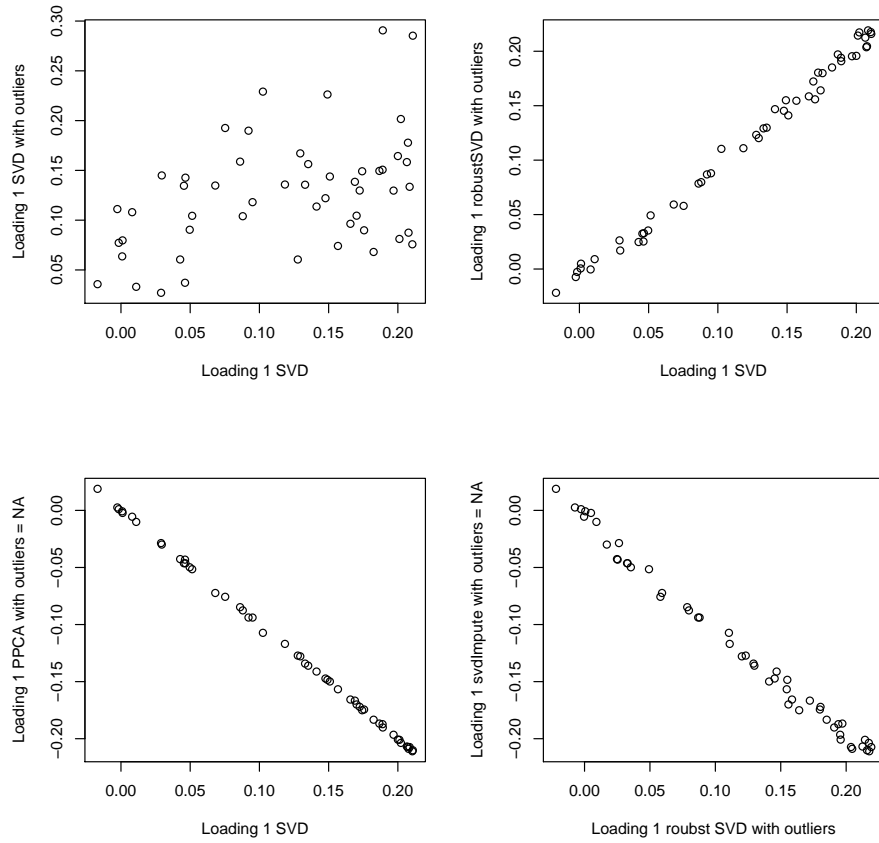 Loading 1 SVD with outliers
0.30
0.25
0.20
0.15
0.10
0.05
0.00 0.05 0.10 0.15 0.20
Loading 1 SVD
Loading 1 robustSVD with outliers
0.20
0.15
0.10
0.05
0.00
0.00 0.05 0.10 0.15 0.20
Loading 1 SVD
Loading 1 PPCA with outliers = NA
0.00
−0.05
−0.10
−0.15
−0.20
0.00 0.05 0.10 0.15 0.20
Loading 1 SVD
Loading 1 svdImpute with outliers = NA
0.00
−0.05
−0.10
−0.15
−0.20
0.00 0.05 0.10 0.15 0.20
Loading 1 roubst SVD with outliers